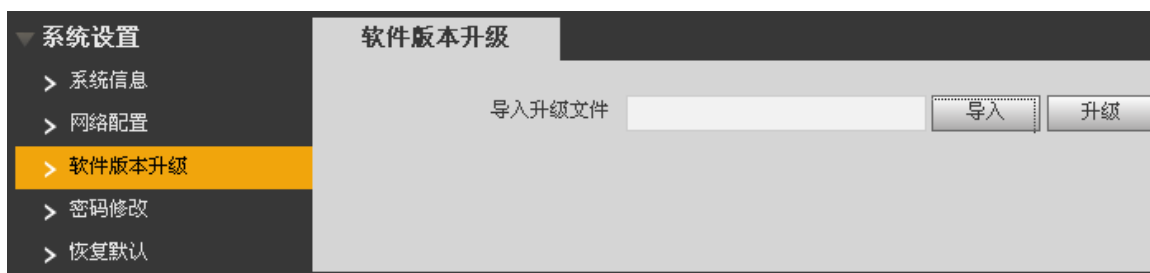 系统设置
软件版本升级
系统信息
导入升级文件 导入 升级
网络配置
软件版本升级
密码修改
恢复默认